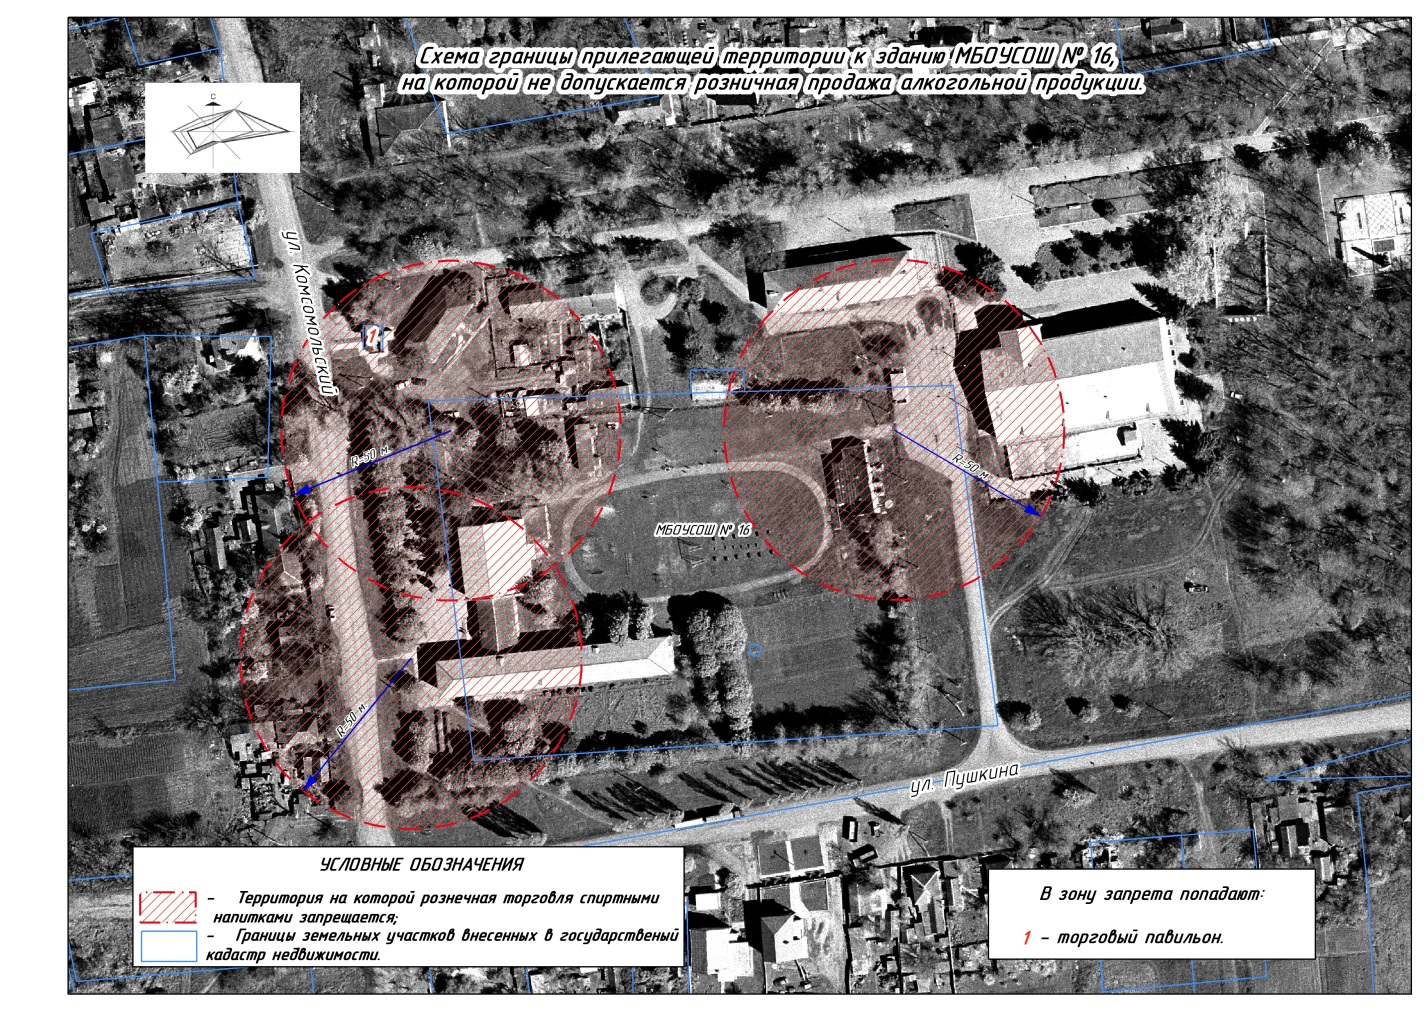 Схема границы прилегающей территории к зданию МБОУСОШ № 16,
на которой не допускается розничная продажа алкогольной продукции.
С
ул. Комсомольский
1
R=50 м.
R=50 м.
МБОУСОШ № 16
R=50 м.
ул. Пушкина
УСЛОВНЫЕ ОБОЗНАЧЕНИЯ
– Территория на которой рознечная торговля спиртными
напитками запрещается;
– Границы земельных участков внесенных в государственый
кадастр недвижимости.
В зону запрета попадают:
1 – торговый павильон.